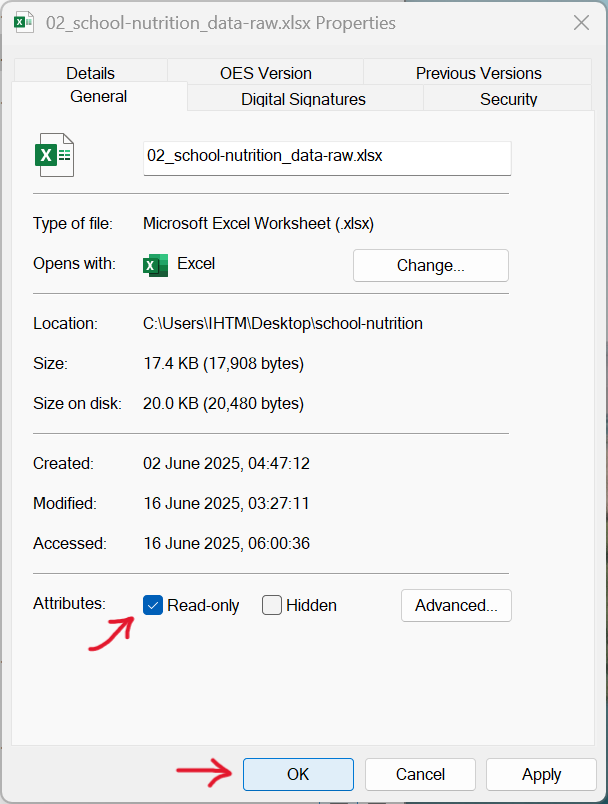 02_school-nutrition_data-raw.xlsx Properties
Details OES Version Previous Versions
General Digital Signatures Security
02_school-nutrition_data-raw.xlsx
Type of file: Microsoft Excel Worksheet (.xlsx)
Opens with: Excel Change...
Location: C:\Users\IHTM\Desktop\school-nutrition
Size: 17.4 KB (17,908 bytes)
Size on disk: 20.0 KB (20,480 bytes)
Created: 02 June 2025, 04:47:12
Modified: 16 June 2025, 03:27:11
Accessed: 16 June 2025, 06:00:36
Attributes: Read-only Hidden Advanced...
OK Cancel Apply